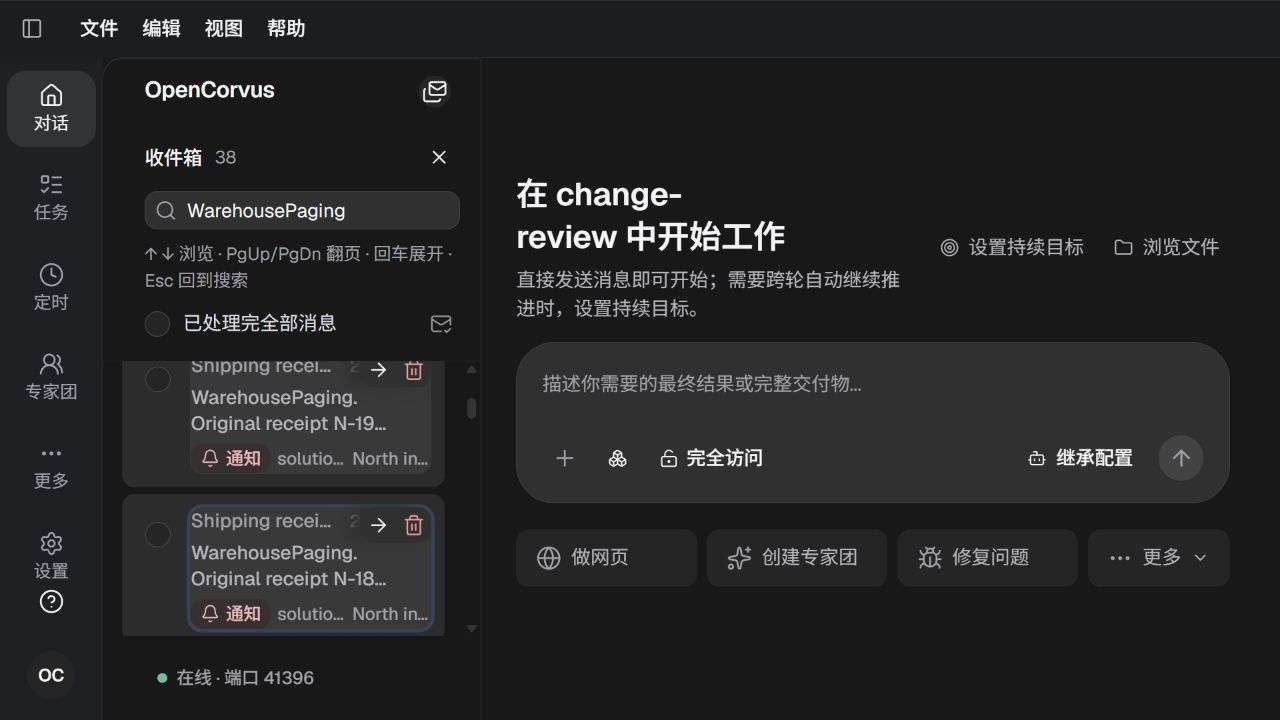 文件 编辑 视图 帮助
对话
任务
定时
专家团
更多
设置
OC
OpenCorvus
收件箱 38
WarehousePaging
↑↓ 浏览 · PgUp/PgDn 翻页 · 回车展开 ·
Esc 回到搜索
已处理完全部消息
Shipping recei...
WarehousePaging.
Original receipt N-19...
通知 solutio... North in...
Shipping recei...
WarehousePaging.
Original receipt N-18...
通知 solutio... North in...
在线 · 端口 41396
在 change-
review 中开始工作
直接发送消息即可开始；需要跨轮自动继续推
进时，设置持续目标。
设置持续目标 浏览文件
描述你需要的最终结果或完整交付物...
完全访问 继承配置
做网页 创建专家团 修复问题 更多